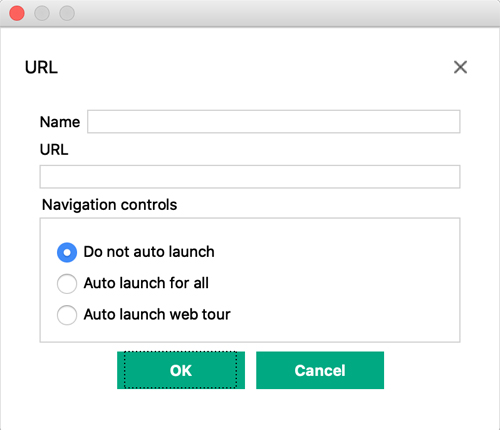 URL
Name
URL
Navigation controls
Do not auto launch
Auto launch for all
Auto launch web tour
OK Cancel